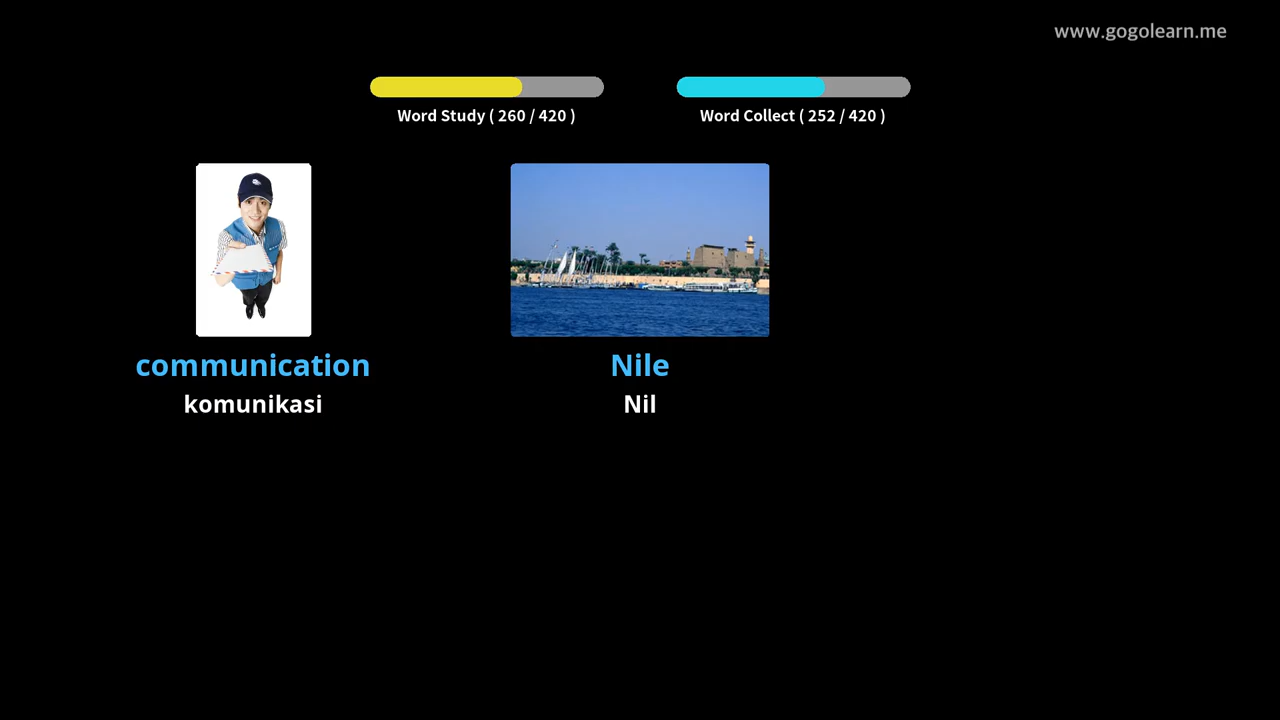 www.gogolearn.me
Word Study ( 260 / 420 )
Word Collect ( 252 / 420 )
communication
komunikasi
Nile
Nil